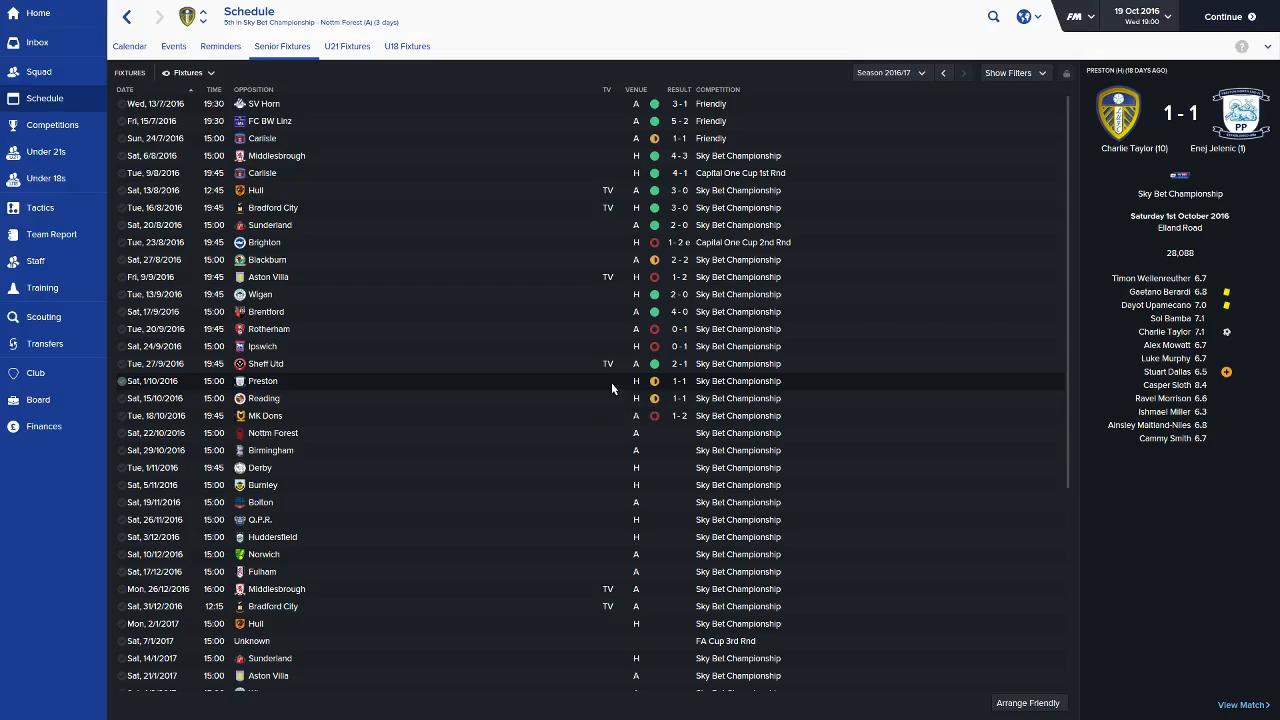 Home
Schedule
5th in Sky Bet Championship - Nottm Forest (A) (3 days)
FM
19 Oct 2016
Wed 19:00
Continue
Inbox
Squad
Schedule
Competitions
Under 21s
Under 18s
Tactics
Team Report
Staff
Training
Scouting
Transfers
Club
Board
Finances
Calendar Events Reminders Senior Fixtures U21 Fixtures U18 Fixtures
?
FIXTURES Fixtures Season 2016/17 Show Filters
DATE TIME OPPOSITION TV VENUE RESULT COMPETITION
Wed, 13/7/2016 19:30 SV Horn A 3 - 1 Friendly
Fri, 15/7/2016 19:30 FC BW Linz A 5 - 2 Friendly
Sun, 24/7/2016 15:00 Carlisle A 1-1 Friendly
Sat, 6/8/2016 15:00 Middlesbrough H 4 - 3 Sky Bet Championship
Tue, 9/8/2016 19:45 Carlisle H 4 - 1 Capital One Cup 1st Rnd
Sat, 13/8/2016 12:45 Hull TV A 3 - 0 Sky Bet Championship
Tue, 16/8/2016 19:45 Bradford City TV H 3 - 0 Sky Bet Championship
Sat, 20/8/2016 15:00 Sunderland A 2 - 0 Sky Bet Championship
Tue, 23/8/2016 19:45 Brighton H 1 - 2 e Capital One Cup 2nd Rnd
Sat, 27/8/2016 15:00 Blackburn A 2 - 2 Sky Bet Championship
Fri, 9/9/2016 19:45 Aston Villa TV H 1 - 2 Sky Bet Championship
Tue, 13/9/2016 19:45 Wigan H 2 - 0 Sky Bet Championship
Sat, 17/9/2016 15:00 Brentford A 4 - 0 Sky Bet Championship
Tue, 20/9/2016 19:45 Rotherham A 0 - 1 Sky Bet Championship
Sat, 24/9/2016 15:00 Ipswich H 0 - 1 Sky Bet Championship
Tue, 27/9/2016 19:45 Sheff Utd TV A 2 - 1 Sky Bet Championship
Sat, 1/10/2016 15:00 Preston H 1-1 Sky Bet Championship
Sat, 15/10/2016 15:00 Reading H 1-1 Sky Bet Championship
Tue, 18/10/2016 19:45 MK Dons A 1 - 2 Sky Bet Championship
Sat, 22/10/2016 15:00 Nottm Forest A Sky Bet Championship
Sat, 29/10/2016 15:00 Birmingham A Sky Bet Championship
Tue, 1/11/2016 19:45 Derby H Sky Bet Championship
Sat, 5/11/2016 15:00 Burnley H Sky Bet Championship
Sat, 19/11/2016 15:00 Bolton A Sky Bet Championship
Sat, 26/11/2016 15:00 Q.P.R. H Sky Bet Championship
Sat, 3/12/2016 15:00 Huddersfield H Sky Bet Championship
Sat, 10/12/2016 15:00 Norwich A Sky Bet Championship
Sat, 17/12/2016 15:00 Fulham A Sky Bet Championship
Mon, 26/12/2016 16:00 Middlesbrough TV A Sky Bet Championship
Sat, 31/12/2016 12:15 Bradford City TV A Sky Bet Championship
Mon, 2/1/2017 15:00 Hull H Sky Bet Championship
Sat, 7/1/2017 15:00 Unknown FA Cup 3rd Rnd
Sat, 14/1/2017 15:00 Sunderland H Sky Bet Championship
Sat, 21/1/2017 15:00 Aston Villa A Sky Bet Championship
Arrange Friendly
PRESTON (H) (18 DAYS AGO)
1 - 1
PP
Charlie Taylor (10) Enej Jelenic (1)
Sky Bet Championship
Saturday 1st October 2016
Elland Road
28,088
Timon Wellenreuther 6.7
Gaetano Berardi 6.8
Dayot Upamecano 7.0
Sol Bamba 7.1
Charlie Taylor 7.1
Alex Mowatt 6.7
Luke Murphy 6.7
Stuart Dallas 6.5
Casper Sloth 8.4
Ravel Morrison 6.6
Ishmael Miller 6.3
Ainsley Maitland-Niles 6.8
Cammy Smith 6.7
View Match